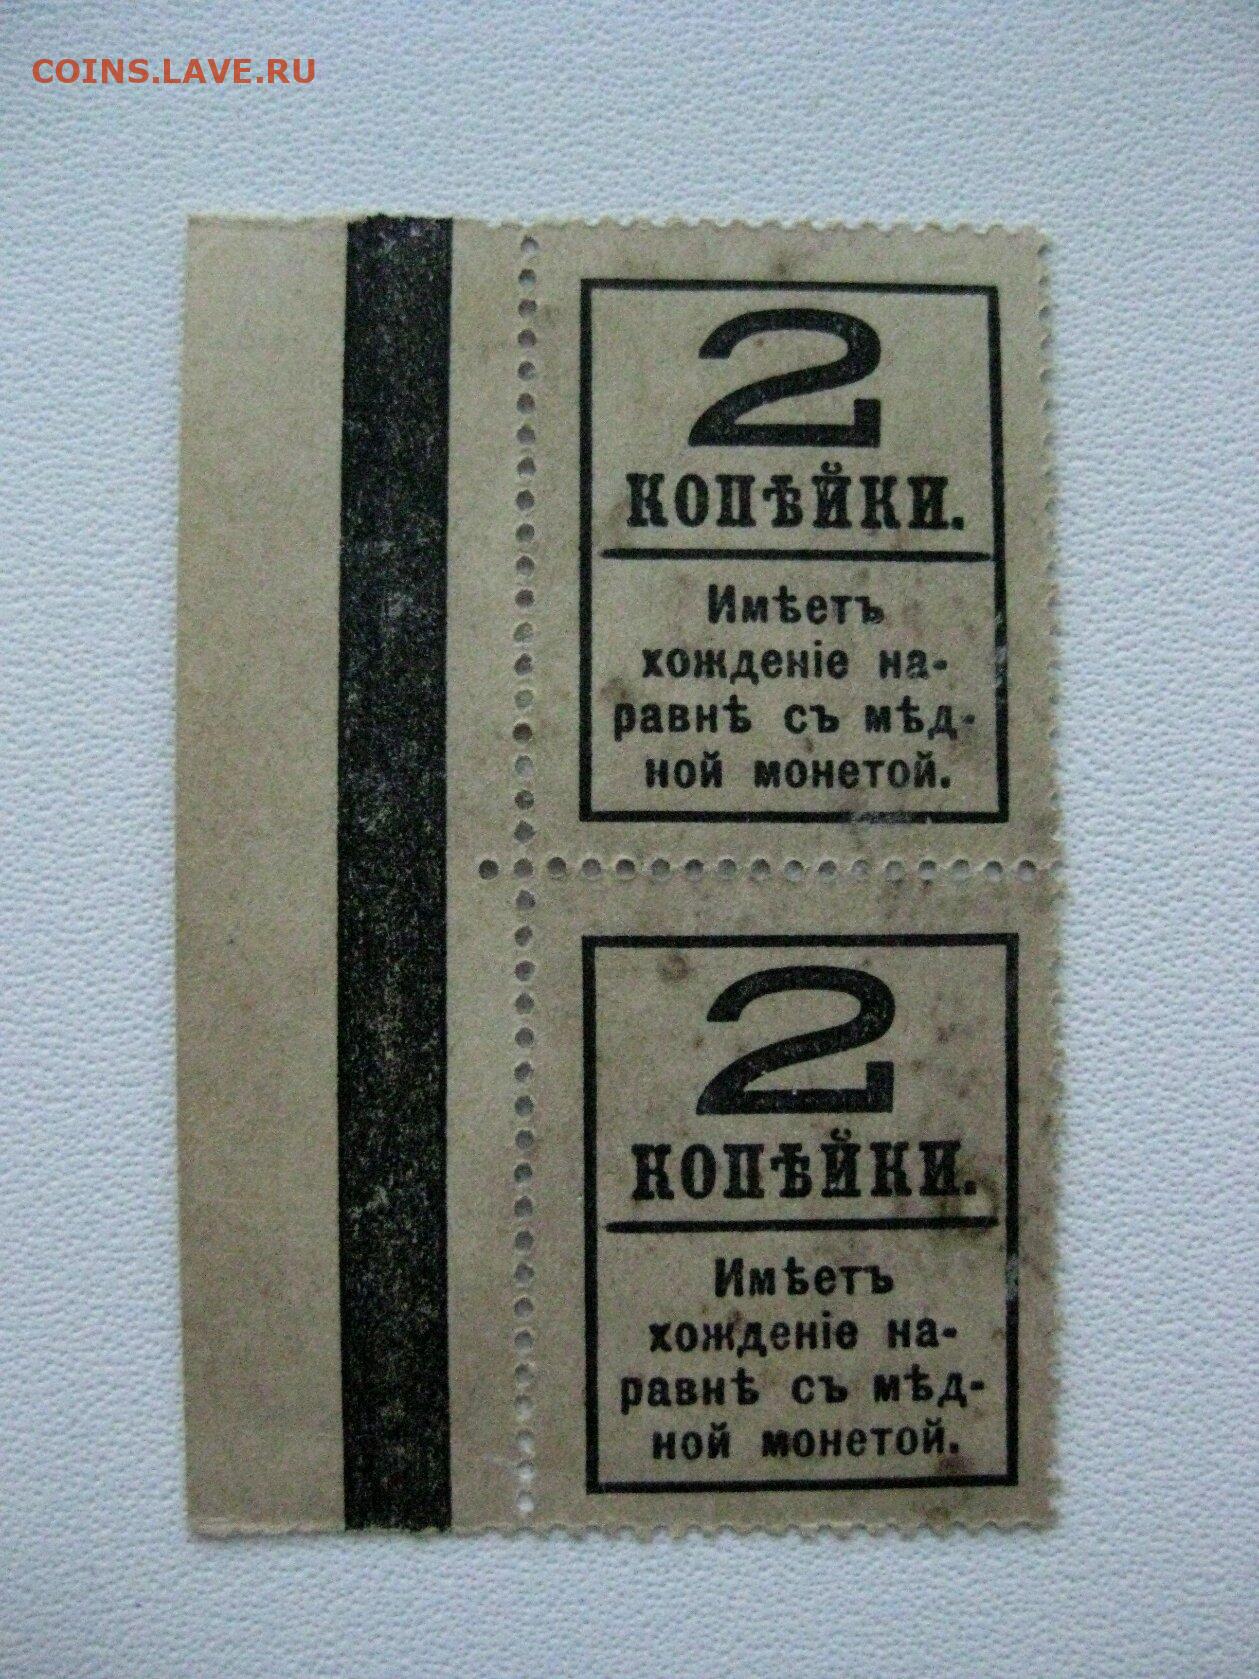 COINS.LAVE.RU
2
КОПѢЙКИ.
Имѣетъ
хожденіе на-
равнѣ съ мѣд-
ной монетой.
2
КОПѢЙКИ.
Имѣетъ
хожденіе на-
равнѣ съ мѣд-
ной монетой.